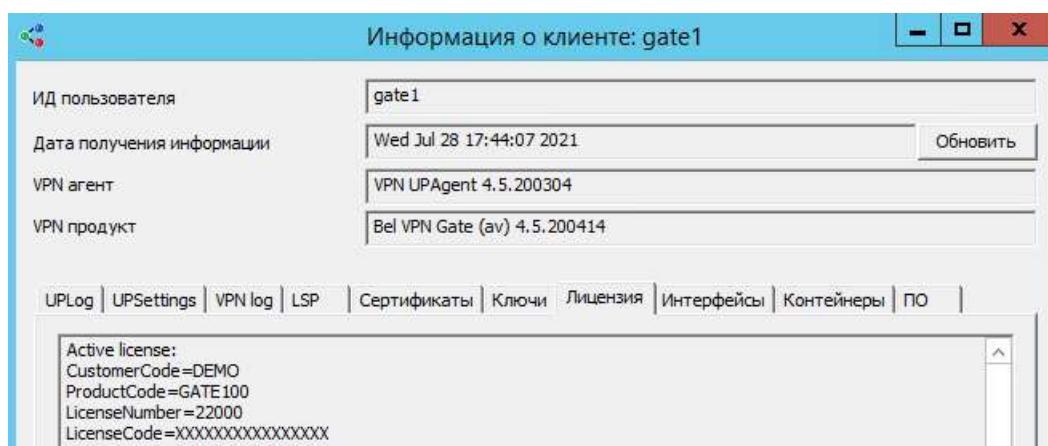 Информация о клиенте: gate1
ИД пользователя
gate1
Дата получения информации
Wed Jul 28 17:44:07 2021
Обновить
VPN агент
VPN UPAgent 4.5.200304
VPN продукт
Bel VPN Gate (av) 4.5.200414
UPLog UPSettings VPN log LSP Сертификаты Ключи Лицензия Интерфейсы Контейнеры ПО
Active license:
CustomerCode=DEMO
ProductCode=GATE100
LicenseNumber=22000
LicenseCode=XXXXXXXXXXXXXXXX